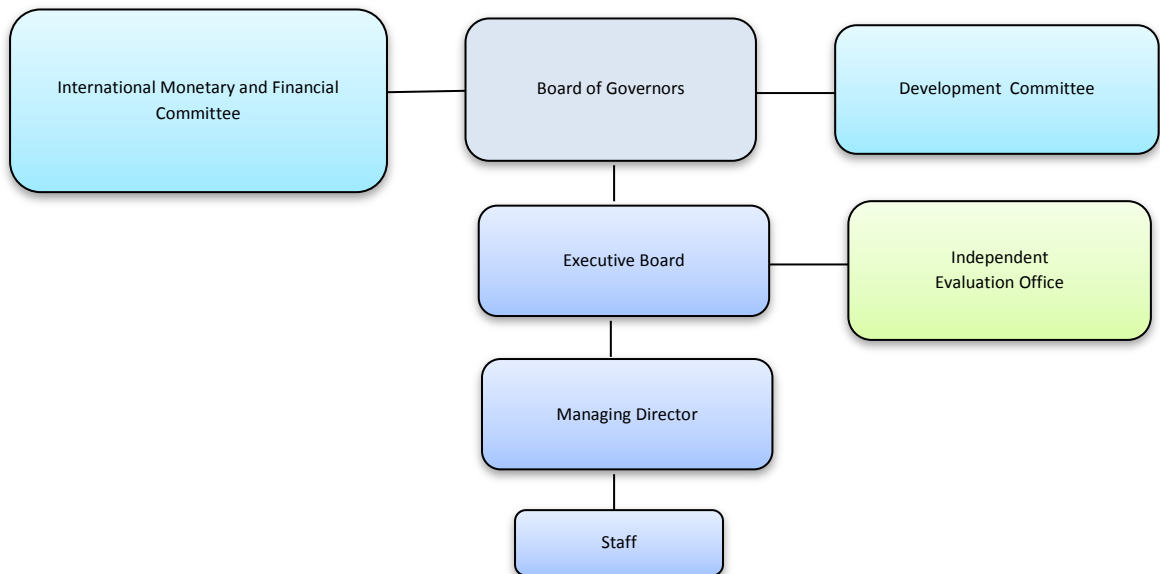 International Monetary and Financial
Committee
Board of Governors
Development Committee
Executive Board
Independent
Evaluation Office
Managing Director
Staff